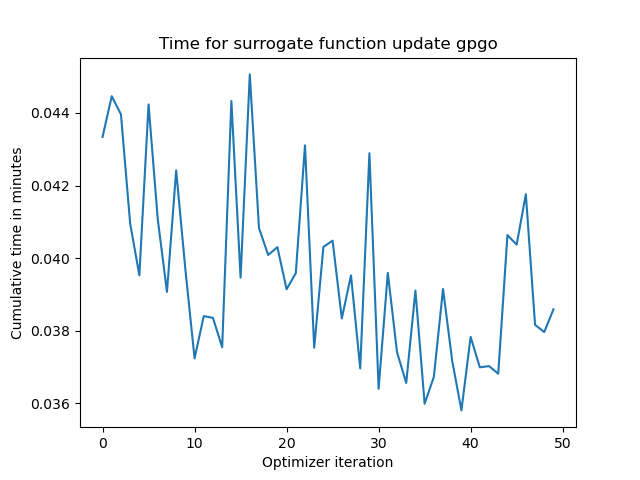 Time for surrogate function update gpgo
0.044
0.042
0.040
0.038
0.036
Cumulative time in minutes
0 10 20 30 40 50
Optimizer iteration